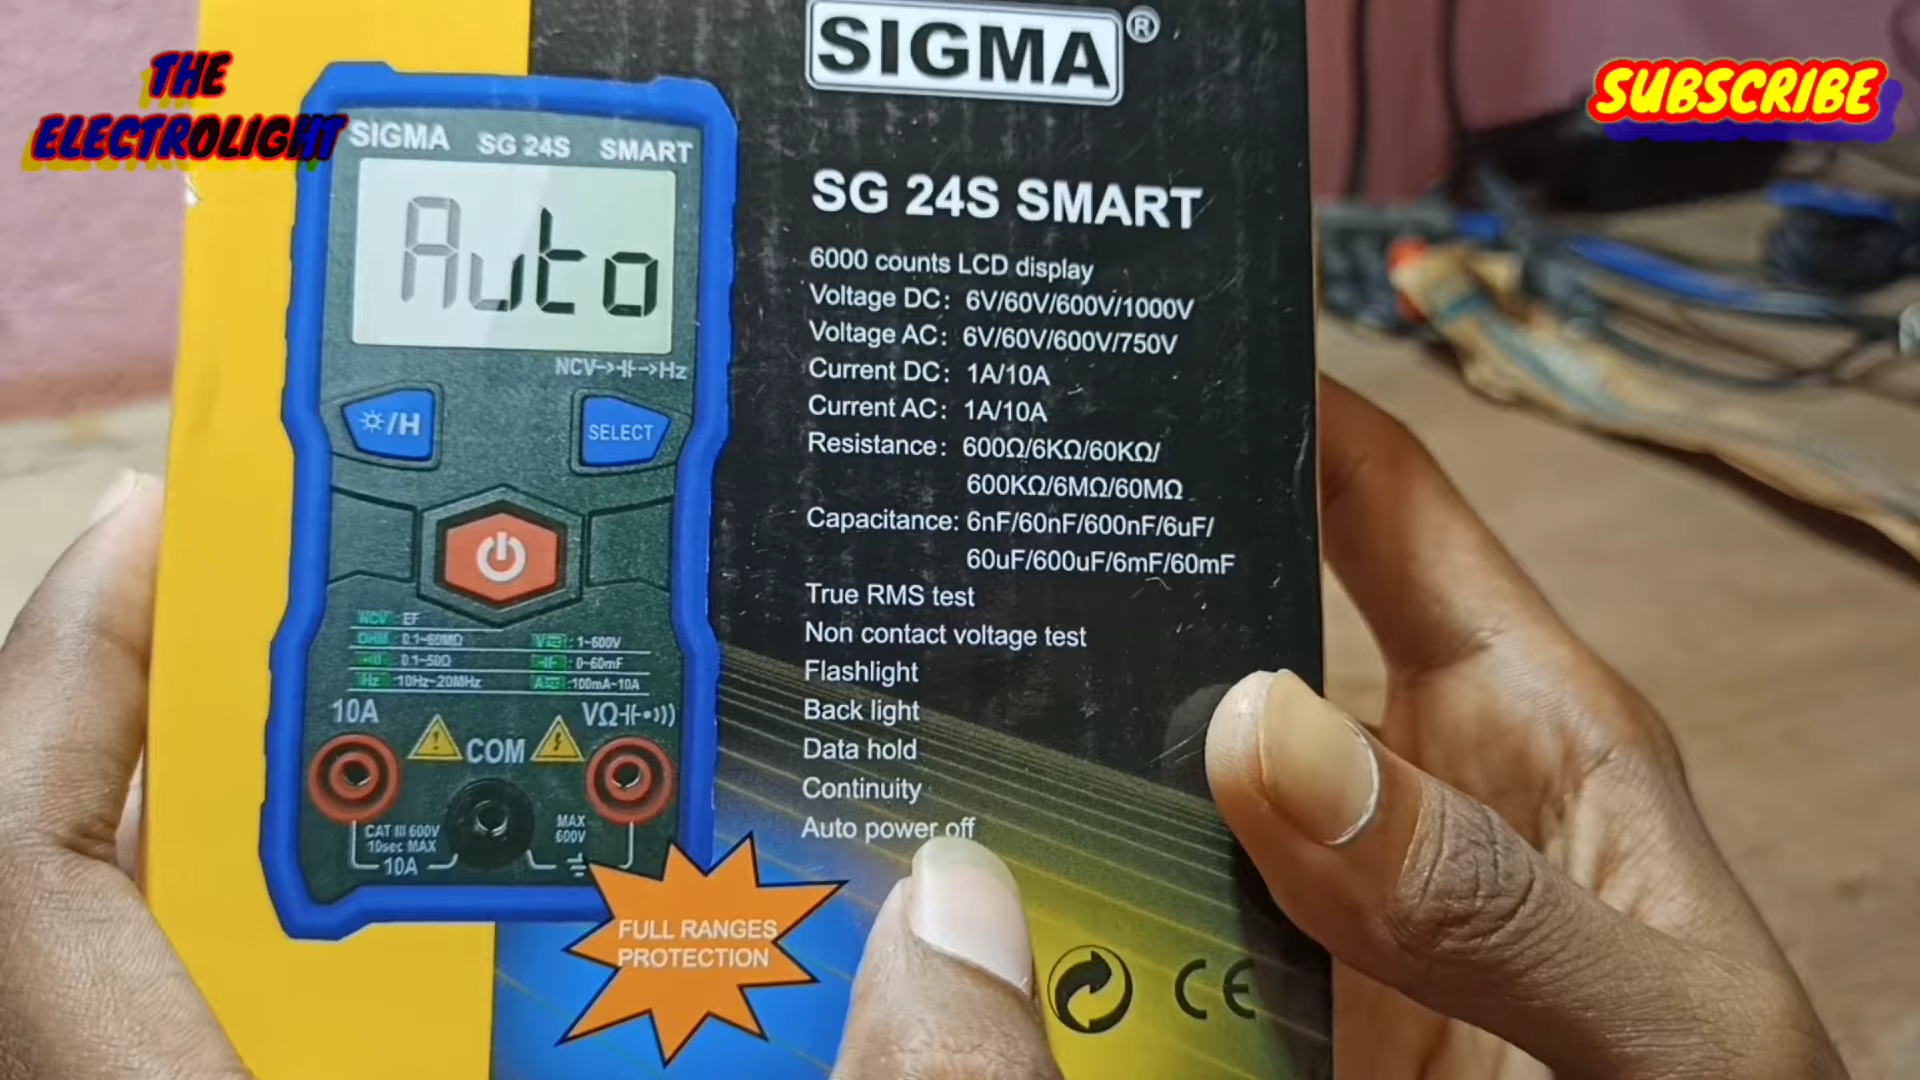 THE
ELECTROLIGHT
SUBSCRIBE
SIGMA®
SIGMA SG 24S SMART
Auto
NCV
Hz
/H
SELECT
NCV : EF
OHM : 0.1~60MΩ
V : 1~600V
0.1~50Ω
0~60mF
Hz :10Hz~20MHz
A :100mA~10A
10A
VΩ
COM
CAT III 600V
10sec MAX
10A
MAX
600V
FULL RANGES
PROTECTION
SG 24S SMART
6000 counts LCD display
Voltage DC: 6V/60V/600V/1000V
Voltage AC: 6V/60V/600V/750V
Current DC: 1A/10A
Current AC: 1A/10A
Resistance: 600Ω/6KΩ/60KΩ/
600KΩ/6MΩ/60MΩ
Capacitance: 6nF/60nF/600nF/6uF/
60uF/600uF/6mF/60mF
True RMS test
Non contact voltage test
Flashlight
Back light
Data hold
Continuity
Auto power off
CE